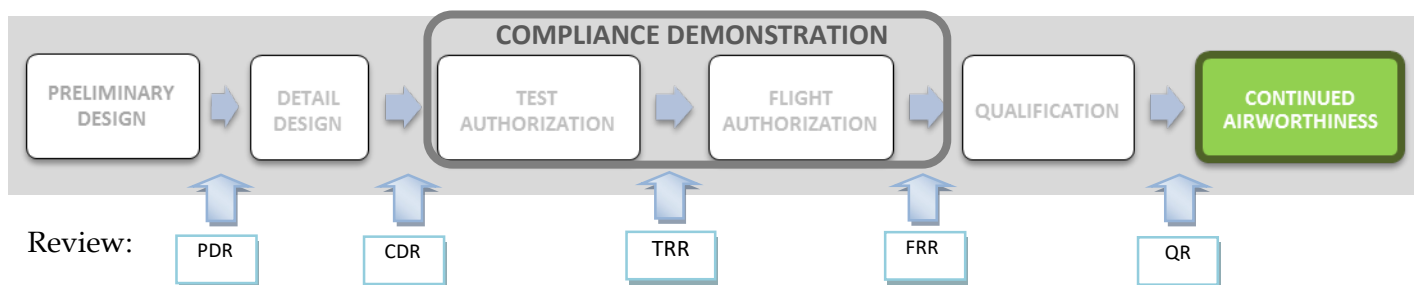 COMPLIANCE DEMONSTRATION
PRELIMINARY
DESIGN
DETAIL
DESIGN
TEST
AUTHORIZATION
FLIGHT
AUTHORIZATION
QUALIFICATION
CONTINUED
AIRWORTHINESS
Review:
PDR
CDR
TRR
FRR
QR